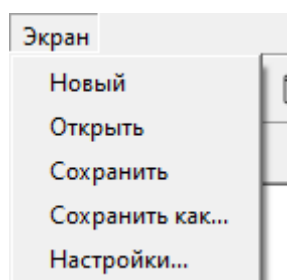 Экран
Новый
Открыть
Сохранить
Сохранить как...
Настройки...